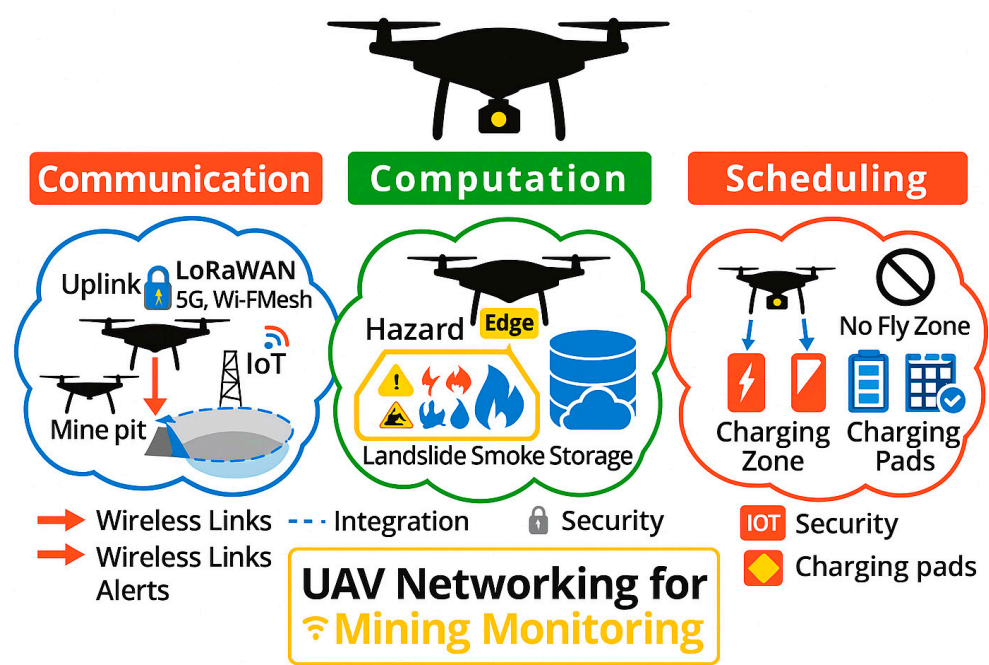 Communication
Computation
Scheduling
Uplink
LoRaWAN
5G, Wi-FMesh
IoT
Mine pit
Hazard
Edge
Landslide Smoke Storage
No Fly Zone
Charging
Zone
Charging
Pads
Wireless Links
Integration
Security
IOT Security
Wireless Links
Alerts
Charging pads
UAV Networking for
Mining Monitoring